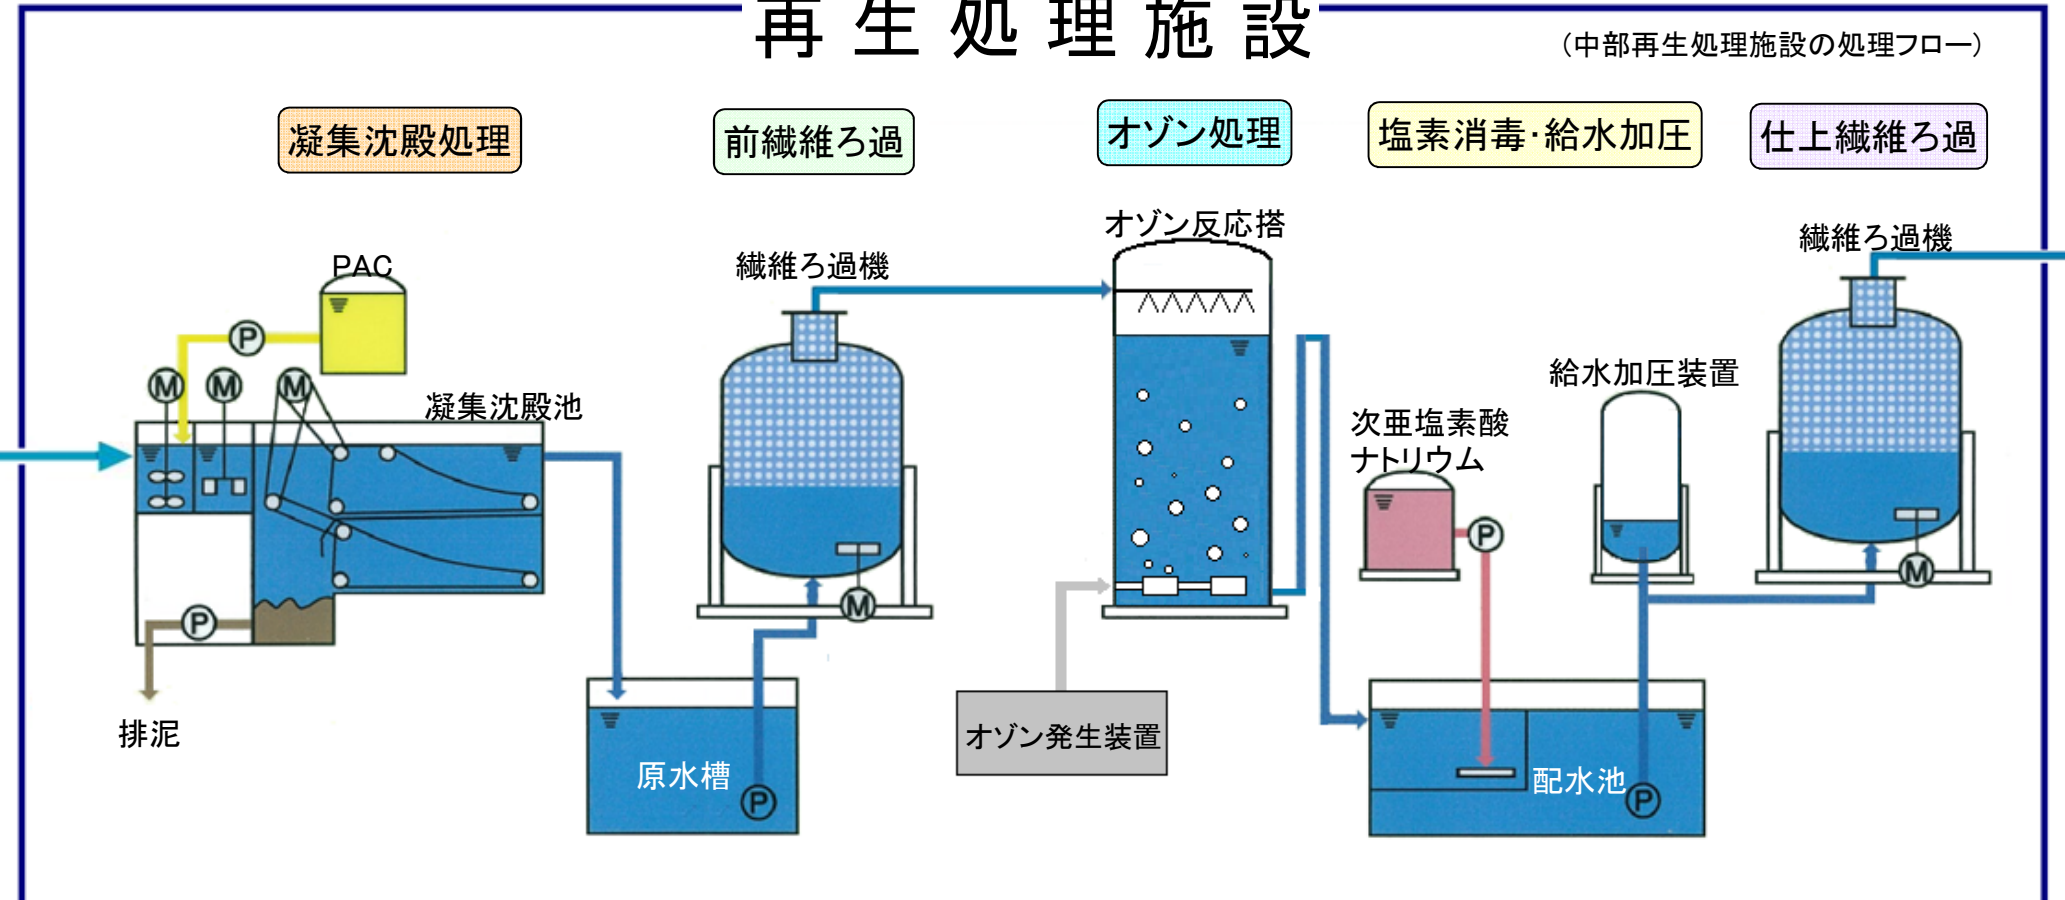 再生処理施設
（中部再生処理施設の処理フロー）
凝集沈殿処理
前繊維ろ過
オゾン処理
塩素消毒・給水加圧
仕上繊維ろ過
PAC
P
M
M
M
凝集沈殿池
P
排泥
繊維ろ過機
M
原水槽
P
オゾン反応搭
オゾン発生装置
次亜塩素酸
ナトリウム
P
給水加圧装置
配水池
P
繊維ろ過機
M